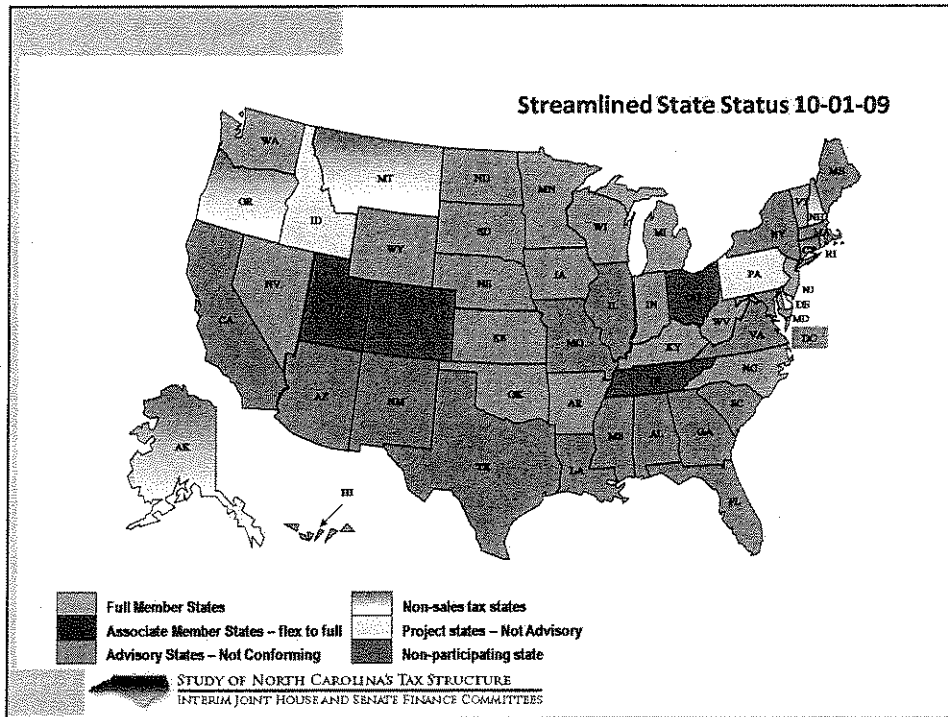 Streamlined State Status 10-01-09
WA
MT
ND
MN
ME
OR
ID
WY
SD
WI
MI
VT
NH
NY
MA
RI
NV
NE
IA
PA
NJ
CA
IL
IN
WV
DE
MD
KS
MO
KY
VA
DC
AZ
NM
OK
AR
NC
SC
TX
MS
AL
GA
LA
FL
AK
HI
Full Member States
Associate Member States – flex to full
Advisory States – Not Conforming
Non-sales tax states
Project states – Not Advisory
Non-participating state
STUDY OF NORTH CAROLINA'S TAX STRUCTURE
INTERIM JOINT HOUSE AND SENATE FINANCE COMMITTEES